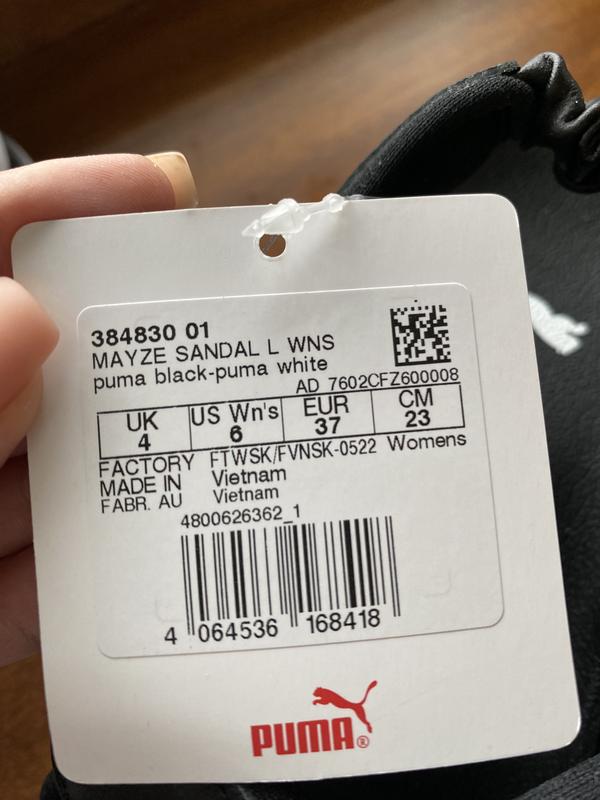 384830 01
MAYZE SANDAL L WNS
puma black-puma white
AD 7602CFZ600008
UK US Wn's EUR CM
4 6 37 23
FACTORY FTWSK/FVNSK-0522 Womens
MADE IN Vietnam
FABR. AU Vietnam
4800626362_1
4 064536 168418
PUMA®